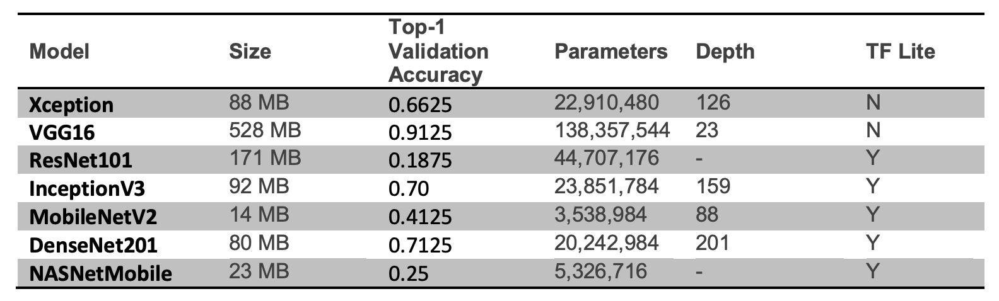 Model Size Top-1 Validation Accuracy Parameters Depth TF Lite
Xception 88 MB 0.6625 22,910,480 126 N
VGG16 528 MB 0.9125 138,357,544 23 N
ResNet101 171 MB 0.1875 44,707,176 - Y
InceptionV3 92 MB 0.70 23,851,784 159 Y
MobileNetV2 14 MB 0.4125 3,538,984 88 Y
DenseNet201 80 MB 0.7125 20,242,984 201 Y
NASNetMobile 23 MB 0.25 5,326,716 - Y